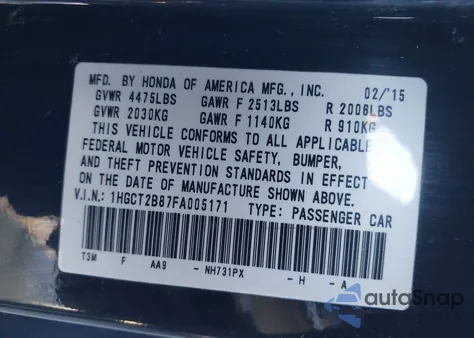 MFD. BY HONDA OF AMERICA MFG., INC. 02/'15
GVWR 4475LBS GAWR F 2513LBS R 2006LBS
GVWR 2030KG GAWR F 1140KG R 910KG
THIS VEHICLE CONFORMS TO ALL APPLICABLE
FEDERAL MOTOR VEHICLE SAFETY, BUMPER,
AND THEFT PREVENTION STANDARDS IN EFFECT
ON THE DATE OF MANUFACTURE SHOWN ABOVE.
V.I.N.: 1HGCT2B87FA005171 TYPE: PASSENGER CAR
T3M F AA9 - NH731PX - H - A
autoSnap